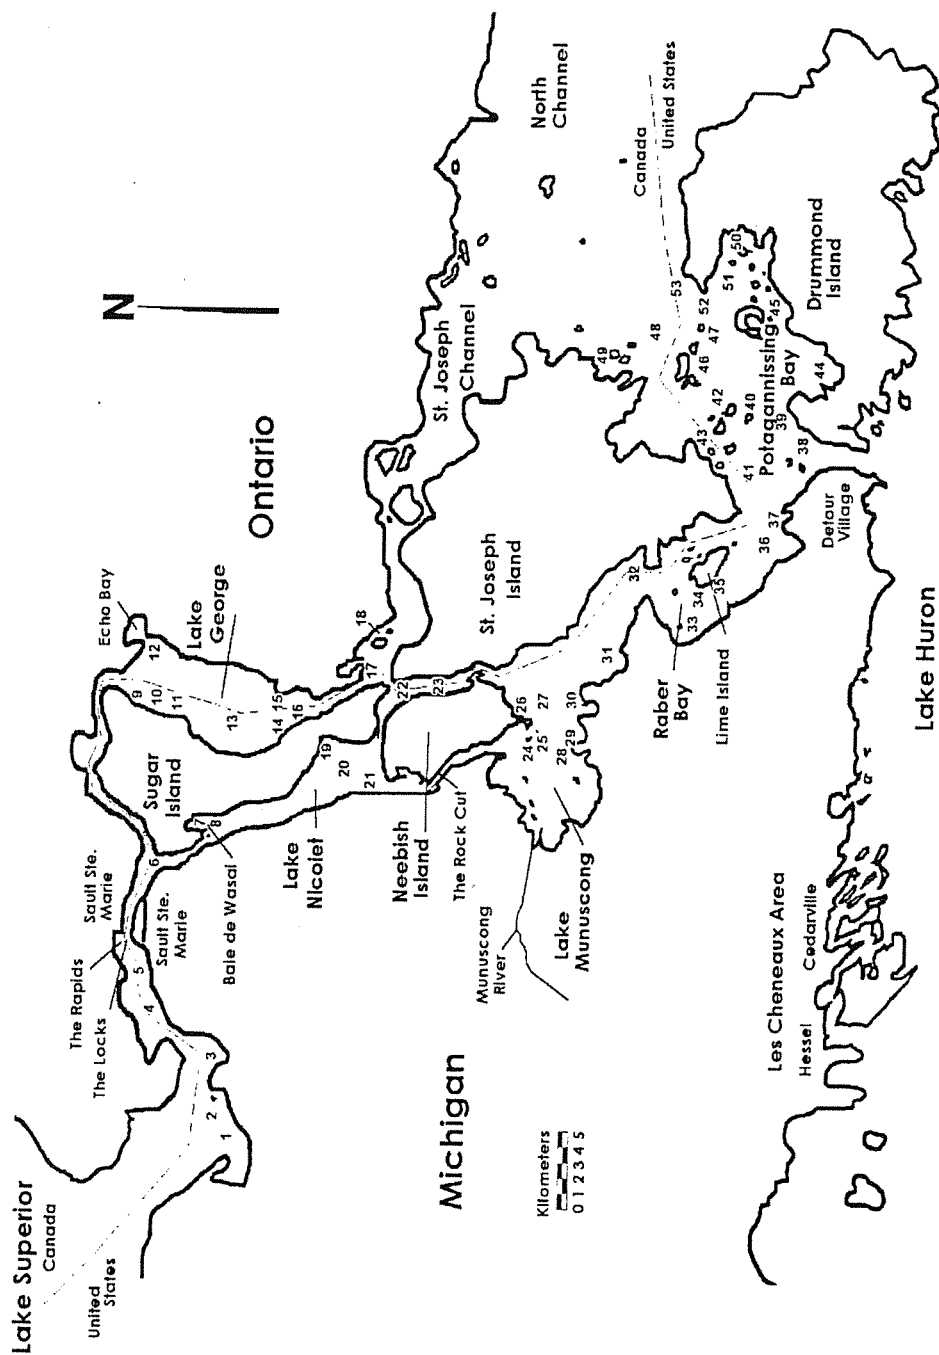 Lake Superior
Canada
United
States
The Rapids
The Locks
Sault Ste.
Marie
Sault Ste.
Marie
Echo Bay
N
Ontario
Lake
George
Sugar
Island
Baie de Wasai
Lake
Nicolet
Neebish
Island
The Rock Cut
St. Joseph
Channel
North
Channel
St. Joseph
Island
Canada
United States
Michigan
Munuscong
River
Lake
Munuscong
Raber
Bay
Lime Island
Potagannissing
Bay
Drummond
Island
Detour
Village
Kilometers
0 1 2 3 4 5
Les Cheneaux Area
Hessel
Cedarville
Lake Huron
1
2
3
4
5
6
7
8
9
10
11
12
13
14
15
16
17
18
19
20
21
22
23
24
25
26
27
28
29
30
31
32
33
34
35
36
37
38
39
40
41
42
43
44
45
46
47
48
49
50
51
52
53